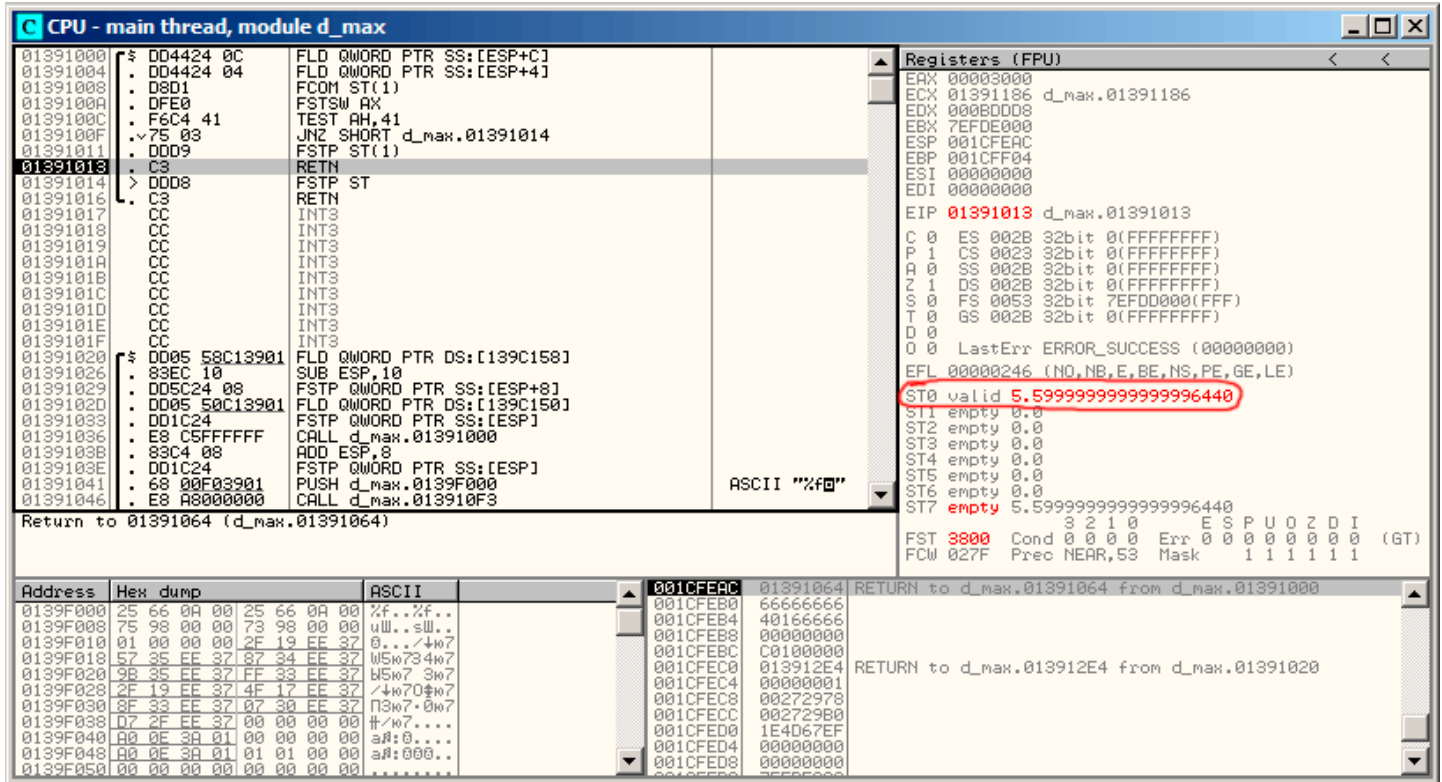 C CPU - main thread, module d_max
01391000 $ DD4424 0C FLD QWORD PTR SS:[ESP+C]
01391004 . DD4424 04 FLD QWORD PTR SS:[ESP+4]
01391008 . D8D1 FCOM ST(1)
0139100A . DFE0 FSTSW AX
0139100C . F6C4 41 TEST AH,41
0139100F .v75 03 JNZ SHORT d_max.01391014
01391011 . DDD9 FSTP ST(1)
01391013 . C3 RETN
01391014 > DDD8 FSTP ST
01391016 . C3 RETN
01391017 CC INT3
01391018 CC INT3
01391019 CC INT3
0139101A CC INT3
0139101B CC INT3
0139101C CC INT3
0139101D CC INT3
0139101E CC INT3
0139101F CC INT3
01391020 $ DD05 58C13901 FLD QWORD PTR DS:[139C158]
01391026 . 83EC 10 SUB ESP,10
01391029 . DD5C24 08 FSTP QWORD PTR SS:[ESP+8]
0139102D . DD05 50C13901 FLD QWORD PTR DS:[139C150]
01391033 . DD1C24 FSTP QWORD PTR SS:[ESP]
01391036 . E8 C5FFFFFF CALL d_max.01391000
0139103B . 83C4 08 ADD ESP,8
0139103E . DD1C24 FSTP QWORD PTR SS:[ESP]
01391041 . 68 00F03901 PUSH d_max.0139F000 ASCII "%f◙"
01391046 . E8 A8000000 CALL d_max.013910F3
Return to 01391064 (d_max.01391064)
Registers (FPU) < <
EAX 00003000
ECX 01391186 d_max.01391186
EDX 000BDDD8
EBX 7EFDE000
ESP 001CFEAC
EBP 001CFF04
ESI 00000000
EDI 00000000
EIP 01391013 d_max.01391013
C 0 ES 002B 32bit 0(FFFFFFFF)
P 1 CS 0023 32bit 0(FFFFFFFF)
A 0 SS 002B 32bit 0(FFFFFFFF)
Z 1 DS 002B 32bit 0(FFFFFFFF)
S 0 FS 0053 32bit 7EFDD000(FFF)
T 0 GS 002B 32bit 0(FFFFFFFF)
D 0
O 0 LastErr ERROR_SUCCESS (00000000)
EFL 00000246 (NO,NB,E,BE,NS,PE,GE,LE)
ST0 valid 5.5999999999999996440
ST1 empty 0.0
ST2 empty 0.0
ST3 empty 0.0
ST4 empty 0.0
ST5 empty 0.0
ST6 empty 0.0
ST7 empty 5.5999999999999996440
3 2 1 0 E S P U O Z D I
FST 3800 Cond 0 0 0 0 Err 0 0 0 0 0 0 0 0 (GT)
FCW 027F Prec NEAR,53 Mask 1 1 1 1 1 1
Address Hex dump ASCII
0139F000 25 66 0A 00 25 66 0A 00 %f..%f..
0139F008 75 98 00 00 73 98 00 00 uШ..sШ..
0139F010 01 00 00 00 2F 19 EE 37
0139F018 57 35 EE 37 87 34 EE 37 W5ю7З4ю7
0139F020 9B 35 EE 37 FF 33 EE 37 Ы5ю7 3ю7
0139F028 2F 19 EE 37 4F 17 EE 37
0139F030 8F 33 EE 37 07 30 EE 37 П3ю7•0ю7
0139F038 D7 2F EE 37 00 00 00 00 ╫/ю7....
0139F040 A0 0E 3A 01 00 00 00 00
0139F048 A0 0E 3A 01 01 01 00 00
0139F050 00 00 00 00 00 00 00 00 ........
001CFEAC 01391064 RETURN to d_max.01391064 from d_max.01391000
001CFEB0 66666666
001CFEB4 40166666
001CFEB8 00000000
001CFEBC C0100000
001CFEC0 013912E4 RETURN to d_max.013912E4 from d_max.01391020
001CFEC4 00000001
001CFEC8 00272978
001CFECC 002729B0
001CFED0 1E4D67EF
001CFED4 00000000
001CFED8 00000000